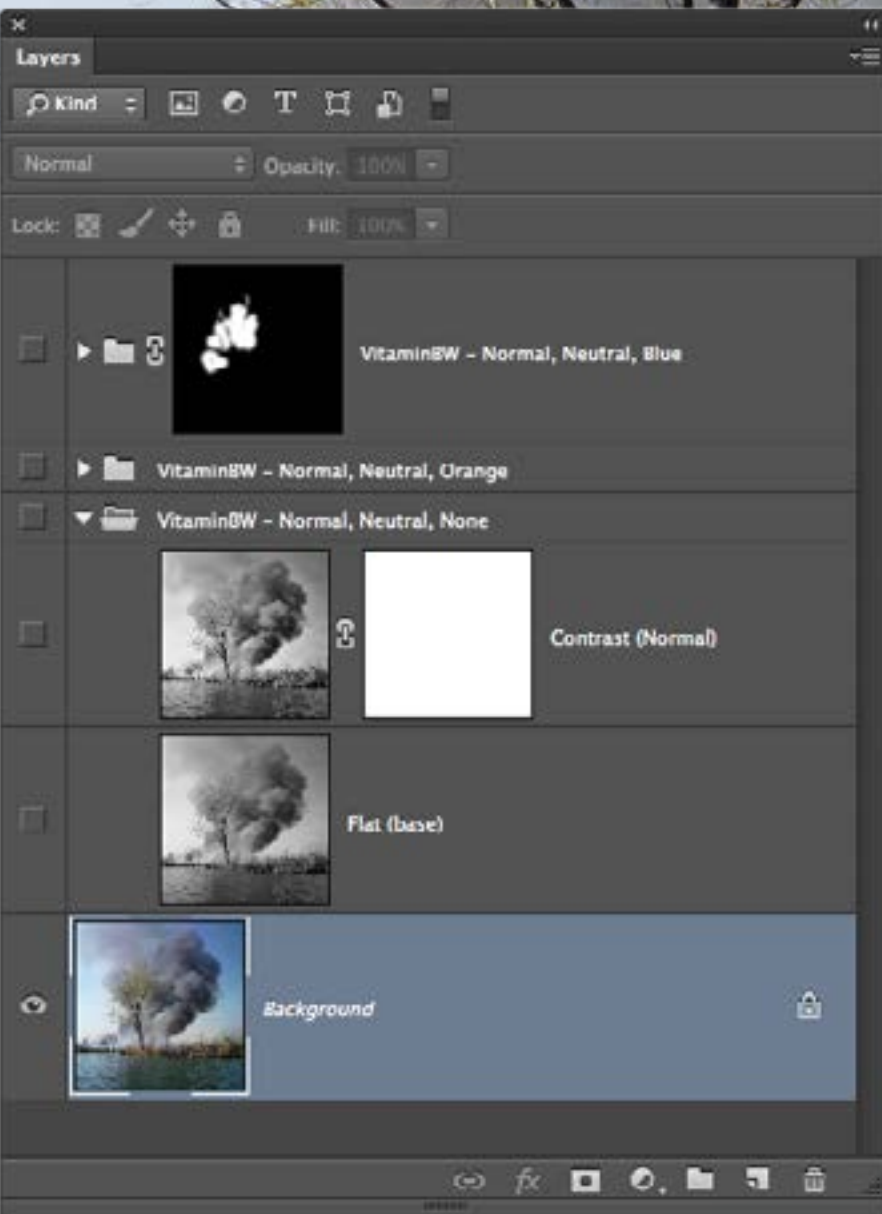 Layers
Kind
T
Normal Opacity: 100%
Lock: Fill: 100%
VitaminBW – Normal, Neutral, Blue
VitaminBW – Normal, Neutral, Orange
VitaminBW – Normal, Neutral, None
Contrast (Normal)
Flat (base)
Background
fx